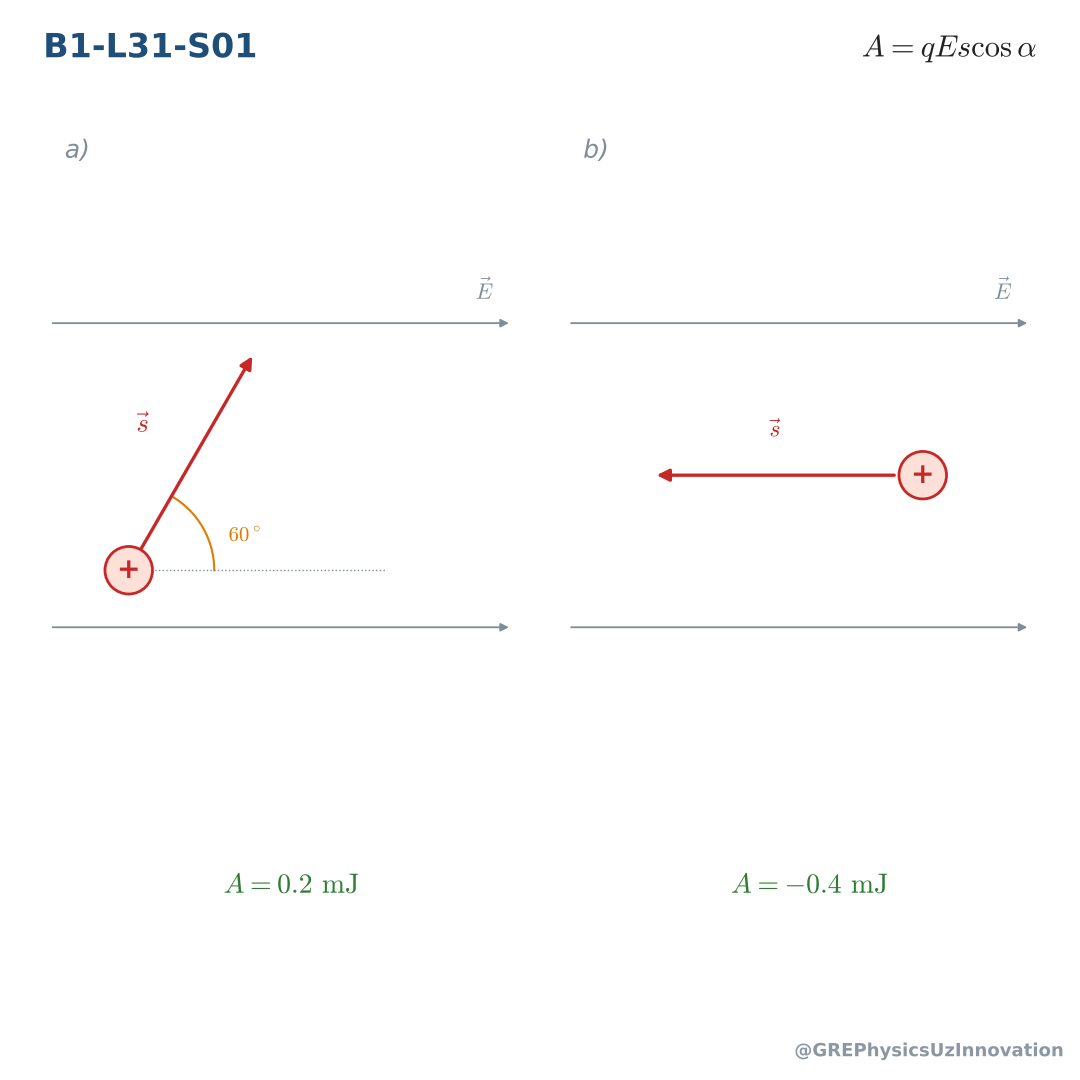 B1-L31-S01
A = qEs cos α
a)
b)
E⃗
E⃗
s⃗
s⃗
+
60°
+
A = 0.2 mJ
A = −0.4 mJ
@GREPhysicsUzInnovation